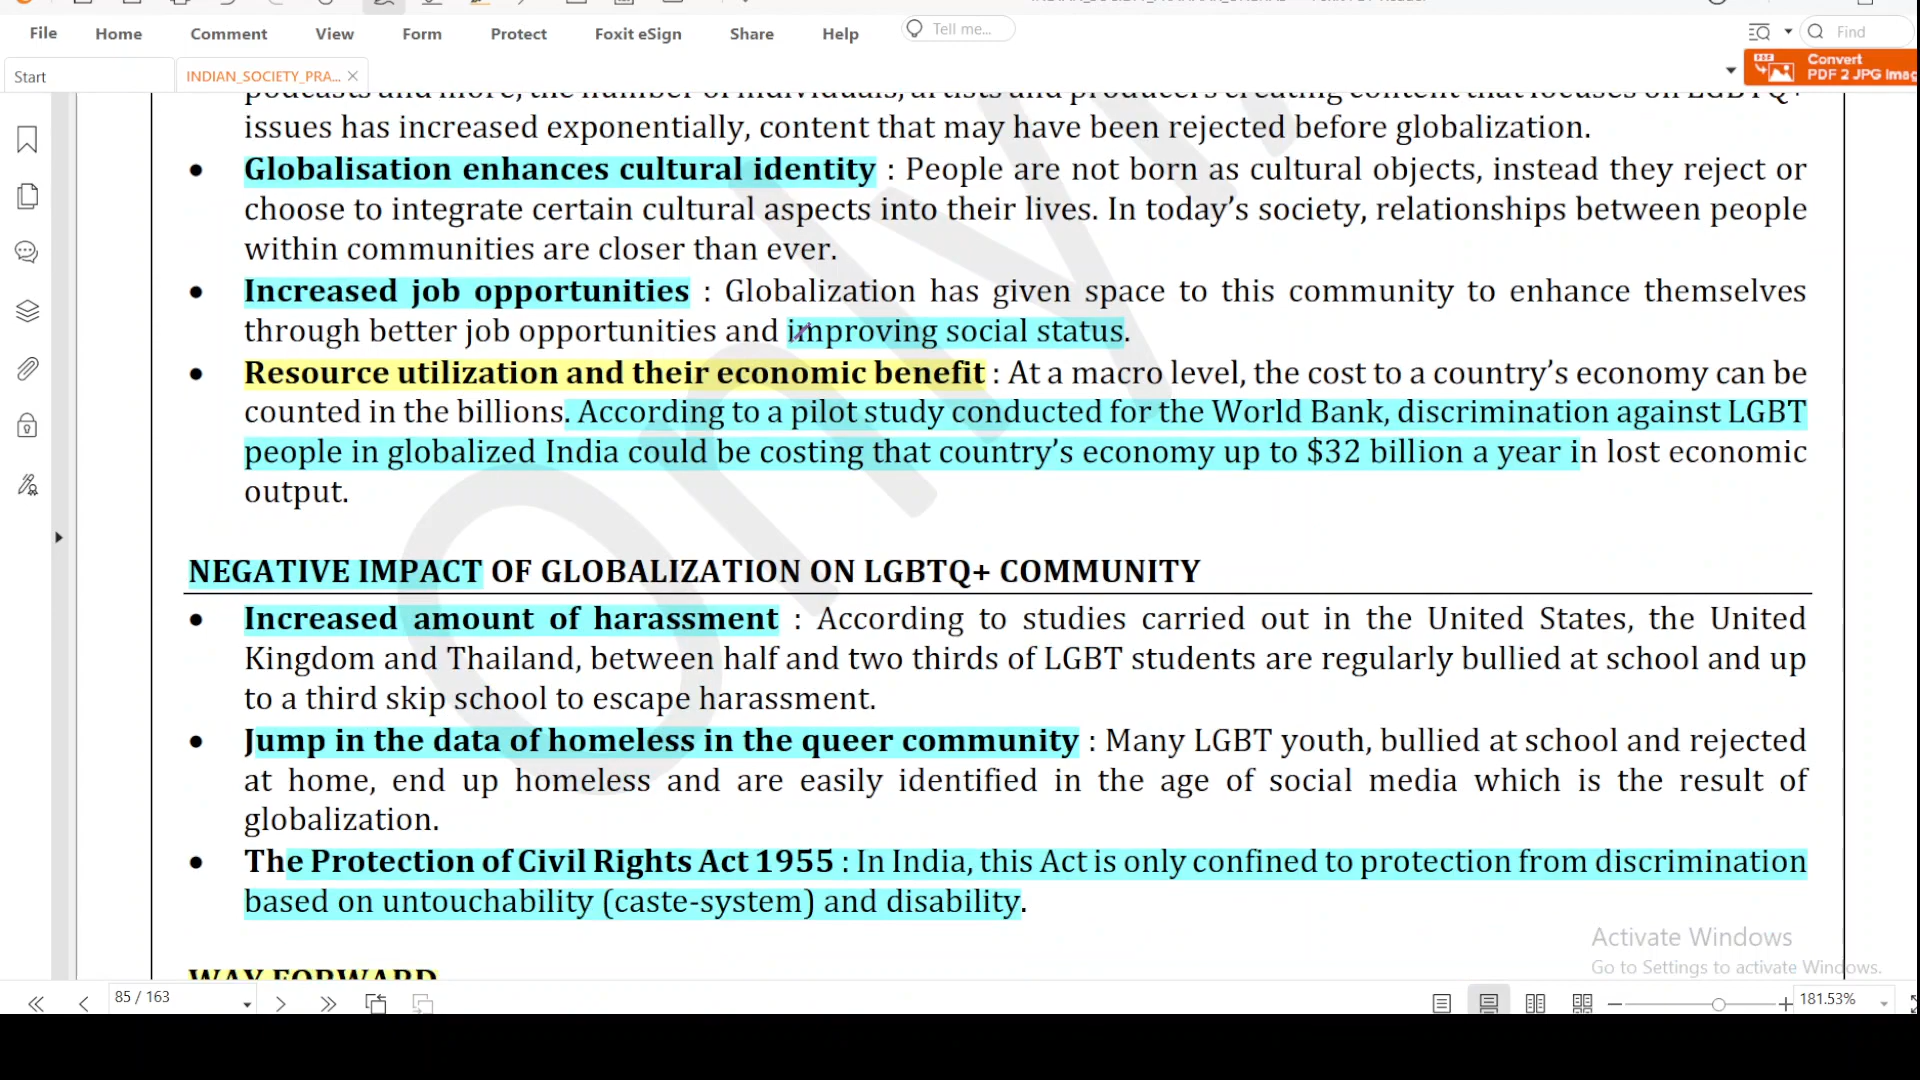 File Home Comment View Form Protect Foxit eSign Share Help Tell me... Find
Start INDIAN_SOCIETY_PRA... Convert
PDF 2 JPG Imag
issues has increased exponentially, content that may have been rejected before globalization.
• Globalisation enhances cultural identity : People are not born as cultural objects, instead they reject or
choose to integrate certain cultural aspects into their lives. In today's society, relationships between people
within communities are closer than ever.
• Increased job opportunities : Globalization has given space to this community to enhance themselves
through better job opportunities and improving social status.
• Resource utilization and their economic benefit : At a macro level, the cost to a country's economy can be
counted in the billions. According to a pilot study conducted for the World Bank, discrimination against LGBT
people in globalized India could be costing that country's economy up to $32 billion a year in lost economic
output.
NEGATIVE IMPACT OF GLOBALIZATION ON LGBTQ+ COMMUNITY
• Increased amount of harassment : According to studies carried out in the United States, the United
Kingdom and Thailand, between half and two thirds of LGBT students are regularly bullied at school and up
to a third skip school to escape harassment.
• Jump in the data of homeless in the queer community : Many LGBT youth, bullied at school and rejected
at home, end up homeless and are easily identified in the age of social media which is the result of
globalization.
• The Protection of Civil Rights Act 1955 : In India, this Act is only confined to protection from discrimination
based on untouchability (caste-system) and disability.
WAY FORWARD
Only
Activate Windows
Go to Settings to activate Windows.
85 / 163 181.53%